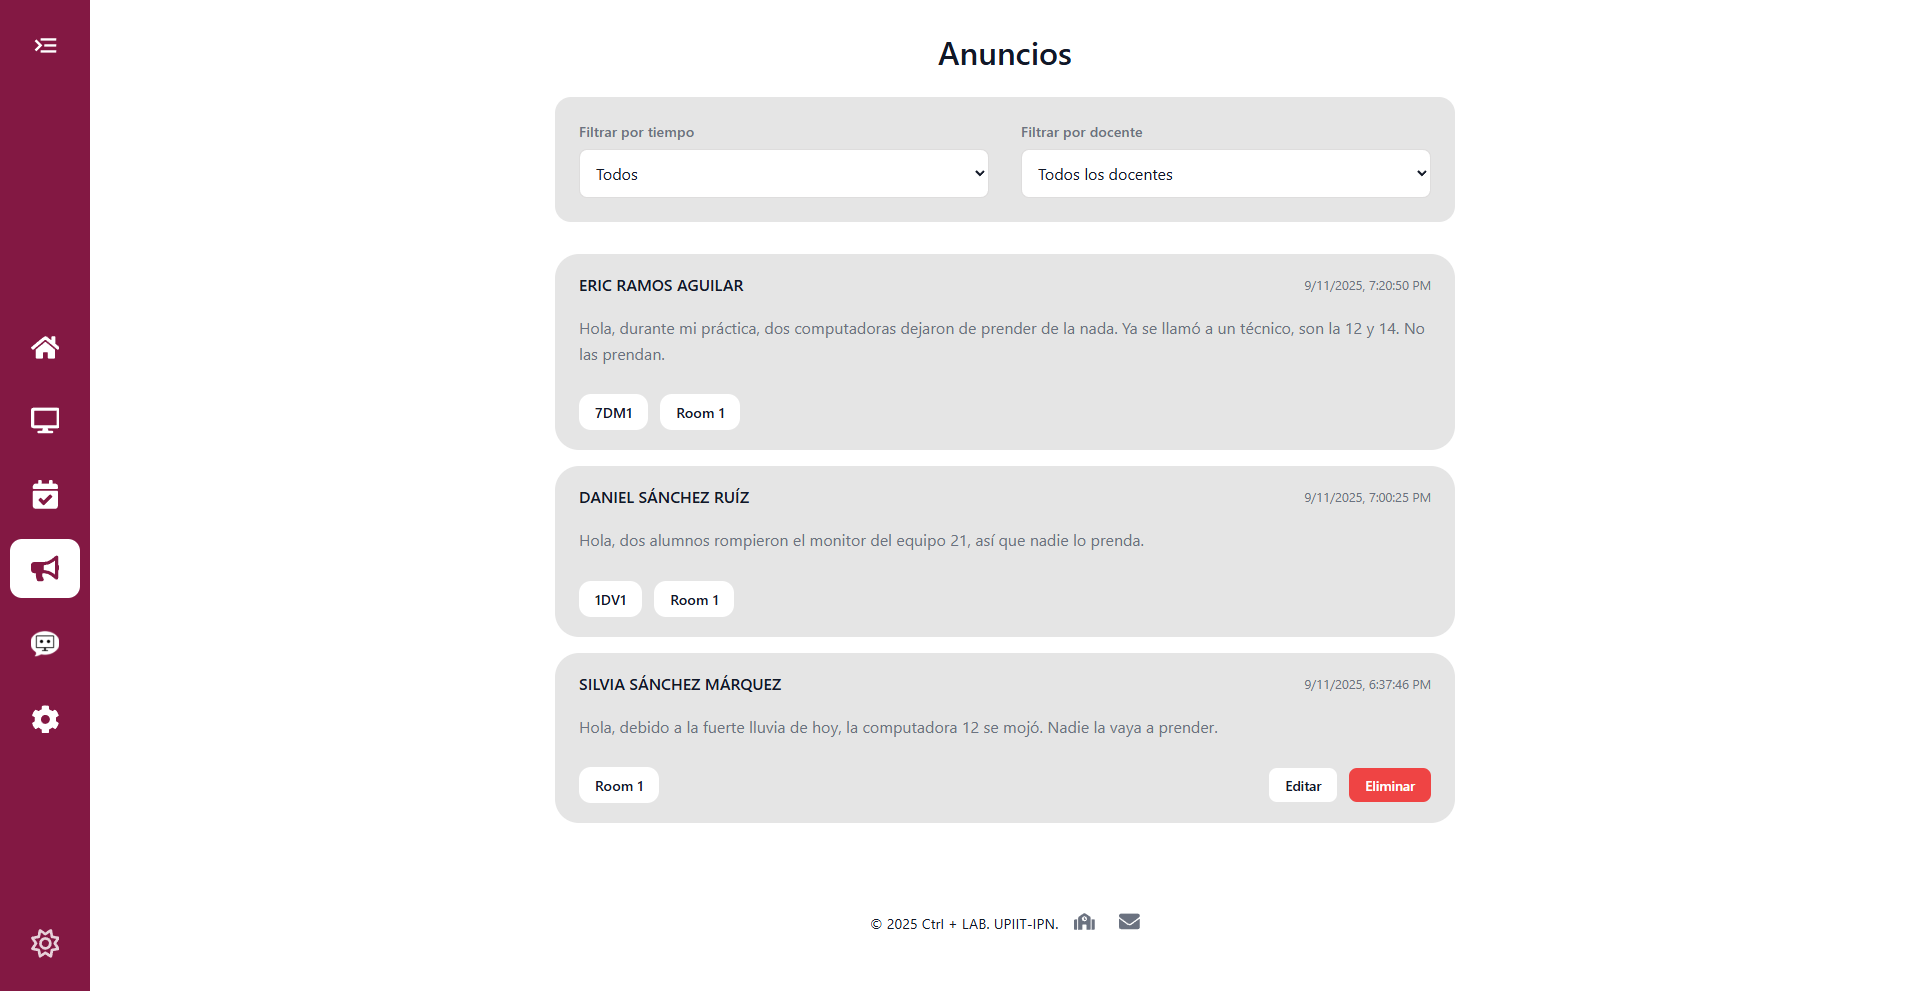 Anuncios
Filtrar por tiempo
Filtrar por docente
Todos
Todos los docentes
ERIC RAMOS AGUILAR
9/11/2025, 7:20:50 PM
Hola, durante mi práctica, dos computadoras dejaron de prender de la nada. Ya se llamó a un técnico, son la 12 y 14. No
las prendan.
7DM1
Room 1
DANIEL SÁNCHEZ RUÍZ
9/11/2025, 7:00:25 PM
Hola, dos alumnos rompieron el monitor del equipo 21, así que nadie lo prenda.
1DV1
Room 1
SILVIA SÁNCHEZ MÁRQUEZ
9/11/2025, 6:37:46 PM
Hola, debido a la fuerte lluvia de hoy, la computadora 12 se mojó. Nadie la vaya a prender.
Room 1
Editar
Eliminar
© 2025 Ctrl + LAB. UPIIT-IPN.